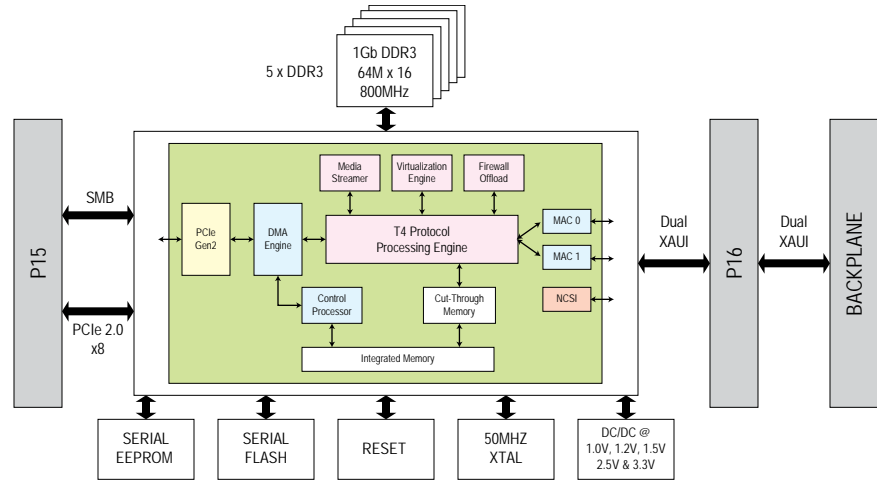 5 x DDR3
1Gb DDR3
64M x 16
800MHz
P15
SMB
PCIe 2.0
x8
Media
Streamer
Virtualization
Engine
Firewall
Offload
PCIe
Gen2
DMA
Engine
T4 Protocol
Processing Engine
MAC 0
MAC 1
NCSI
Control
Processor
Cut-Through
Memory
Integrated Memory
Dual
XAUI
P16
Dual
XAUI
BACKPLANE
SERIAL
EEPROM
SERIAL
FLASH
RESET
50MHZ
XTAL
DC/DC @
1.0V, 1.2V, 1.5V
2.5V & 3.3V